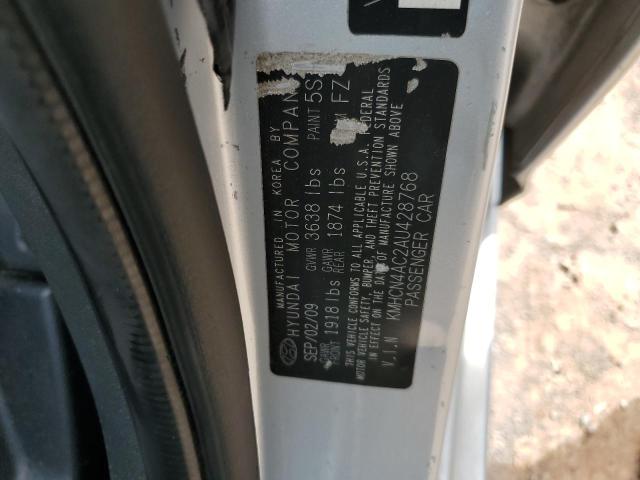 MANUFACTURED IN KOREA BY
HYUNDAI MOTOR COMPAN
SEP/02/09 GVWR 3638 lbs PAINT 5S
GAWR FRONT 1918 lbs GAWR REAR 1874 lbs FZ
THIS VEHICLE CONFORMS TO ALL APPLICABLE U.S.A. FEDERAL
MOTOR VEHICLE SAFETY, BUMPER, AND THEFT PREVENTION STANDARDS
IN EFFECT ON THE DATE OF MANUFACTURE SHOWN ABOVE
V.I.N KMHCN4AC2AU428768
PASSENGER CAR